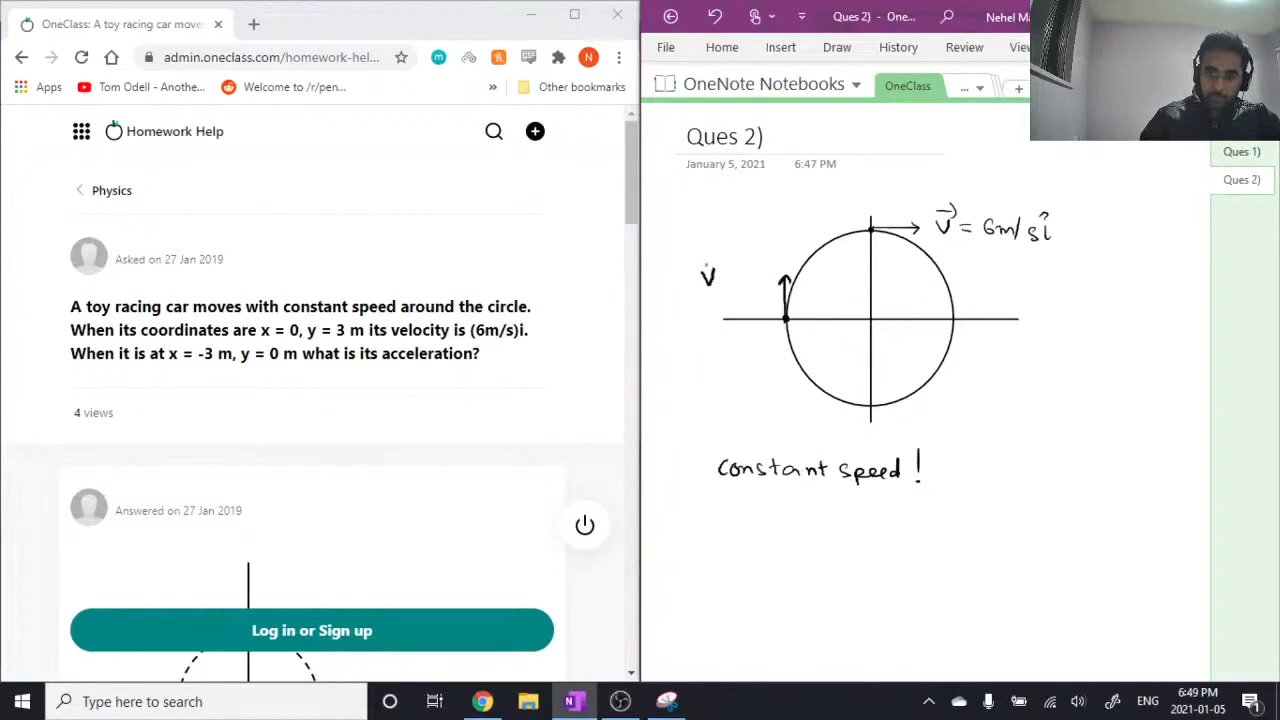 OneClass: A toy racing car move
admin.oneclass.com/homework-hel...
Apps
Tom Odell - Anothe...
Welcome to /r/pen...
»
Other bookmarks
Homework Help
Physics
Asked on 27 Jan 2019
A toy racing car moves with constant speed around the circle.
When its coordinates are x = 0, y = 3 m its velocity is (6m/s)i.
When it is at x = -3 m, y = 0 m what is its acceleration?
4 views
Answered on 27 Jan 2019
Log in or Sign up
Ques 2) - One...
Nehel Ma
File
Home
Insert
Draw
History
Review
View
OneNote Notebooks
OneClass
...
Ques 2)
January 5, 2021
6:47 PM
Ques 1)
Ques 2)
v⃗ = 6m/s î
v
constant speed !
Type here to search
ENG
6:49 PM
2021-01-05
1
N
m